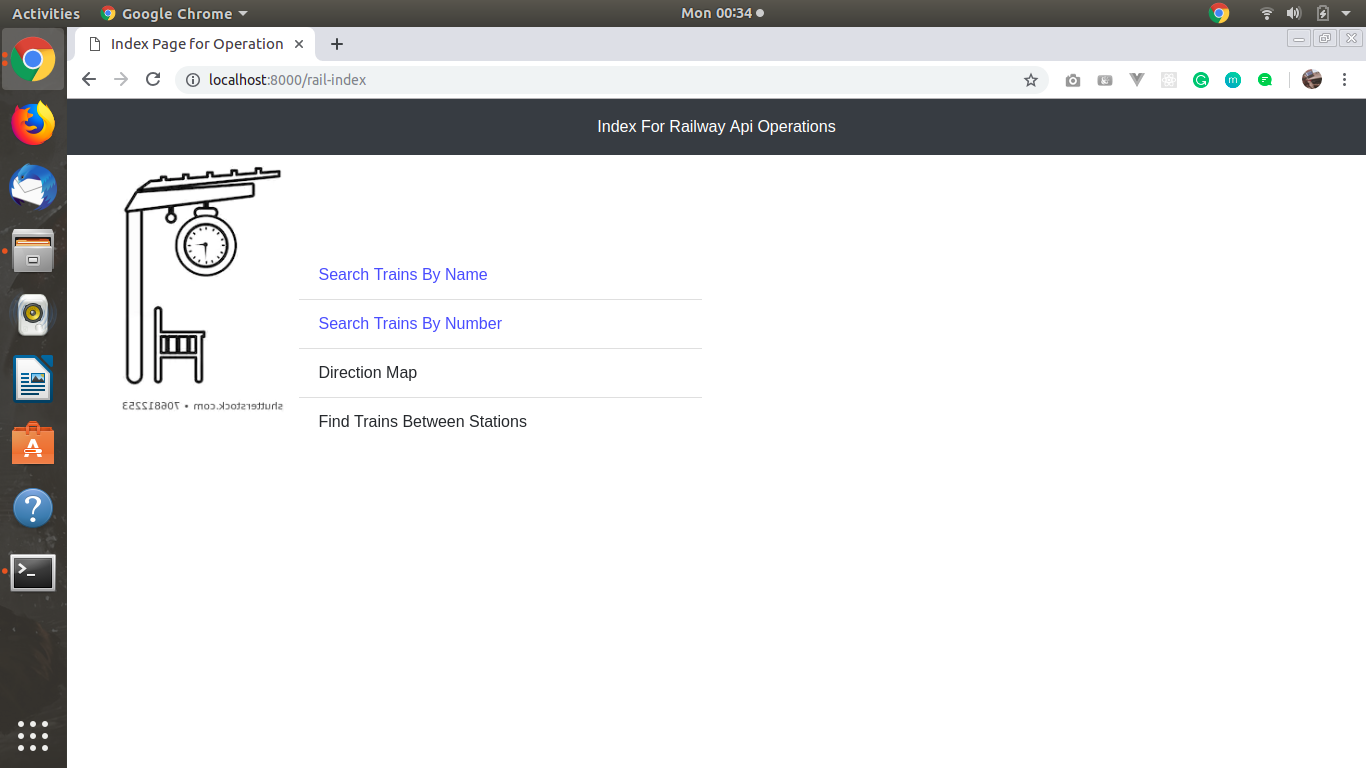 Activities Google Chrome Mon 00:34
Index Page for Operation
localhost:8000/rail-index
Index For Railway Api Operations
Search Trains By Name
Search Trains By Number
Direction Map
shutterstock.com • 706812253
Find Trains Between Stations